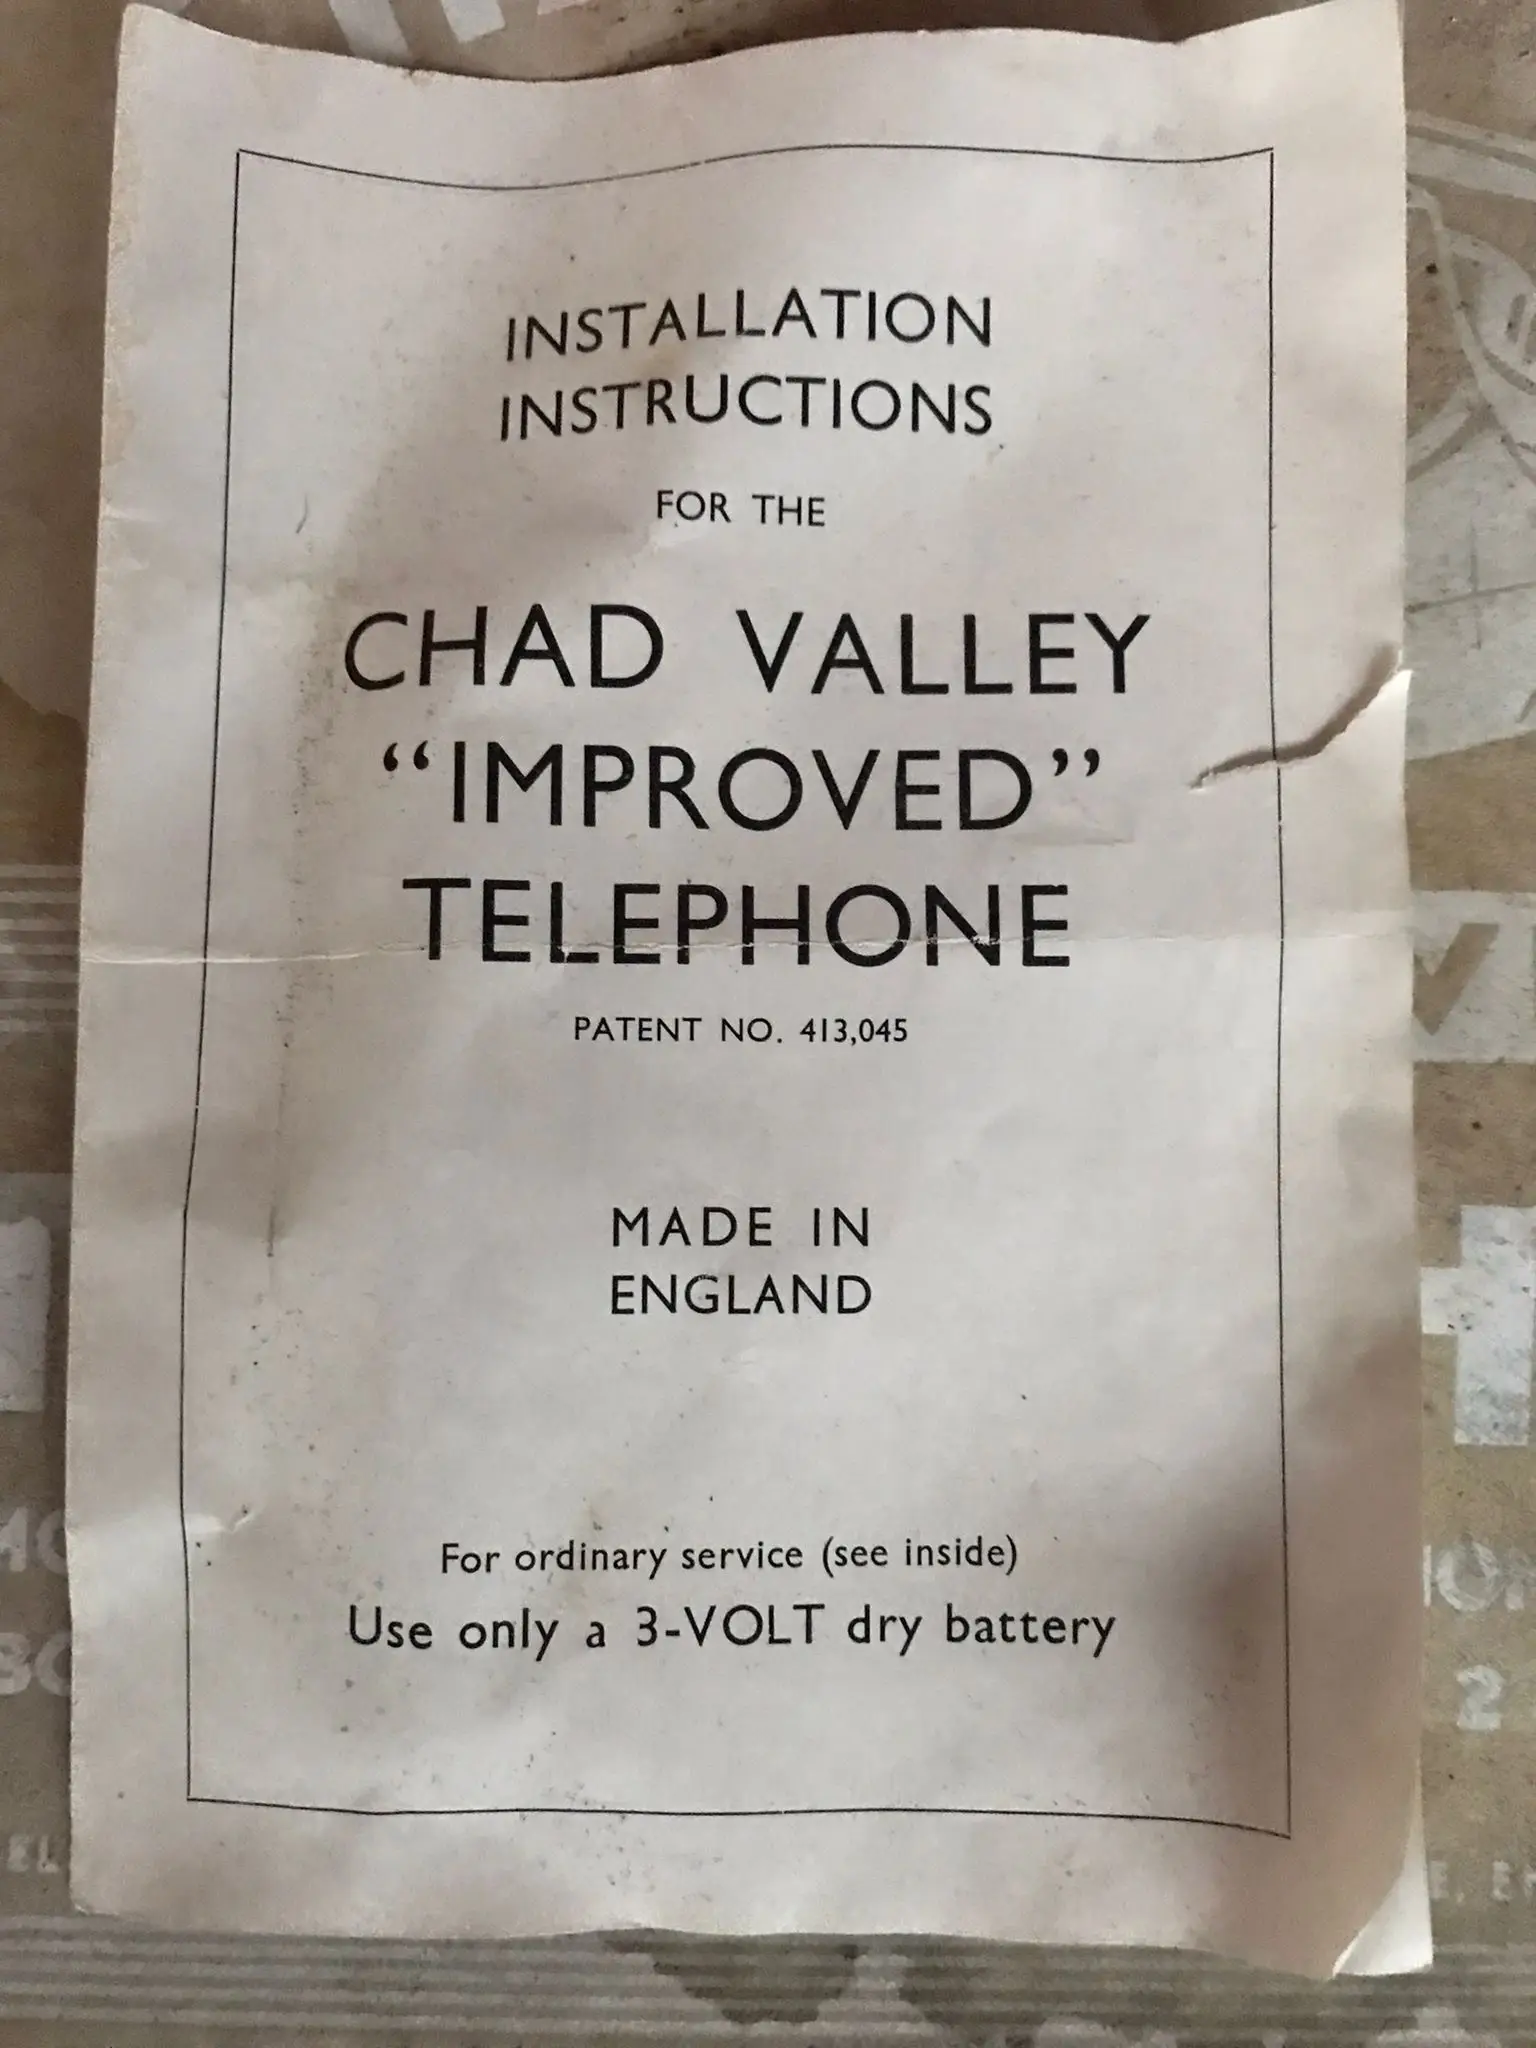 INSTALLATION
INSTRUCTIONS
FOR THE
CHAD VALLEY
“IMPROVED”
TELEPHONE
PATENT NO. 413,045
MADE IN
ENGLAND
For ordinary service (see inside)
Use only a 3-VOLT dry battery
2